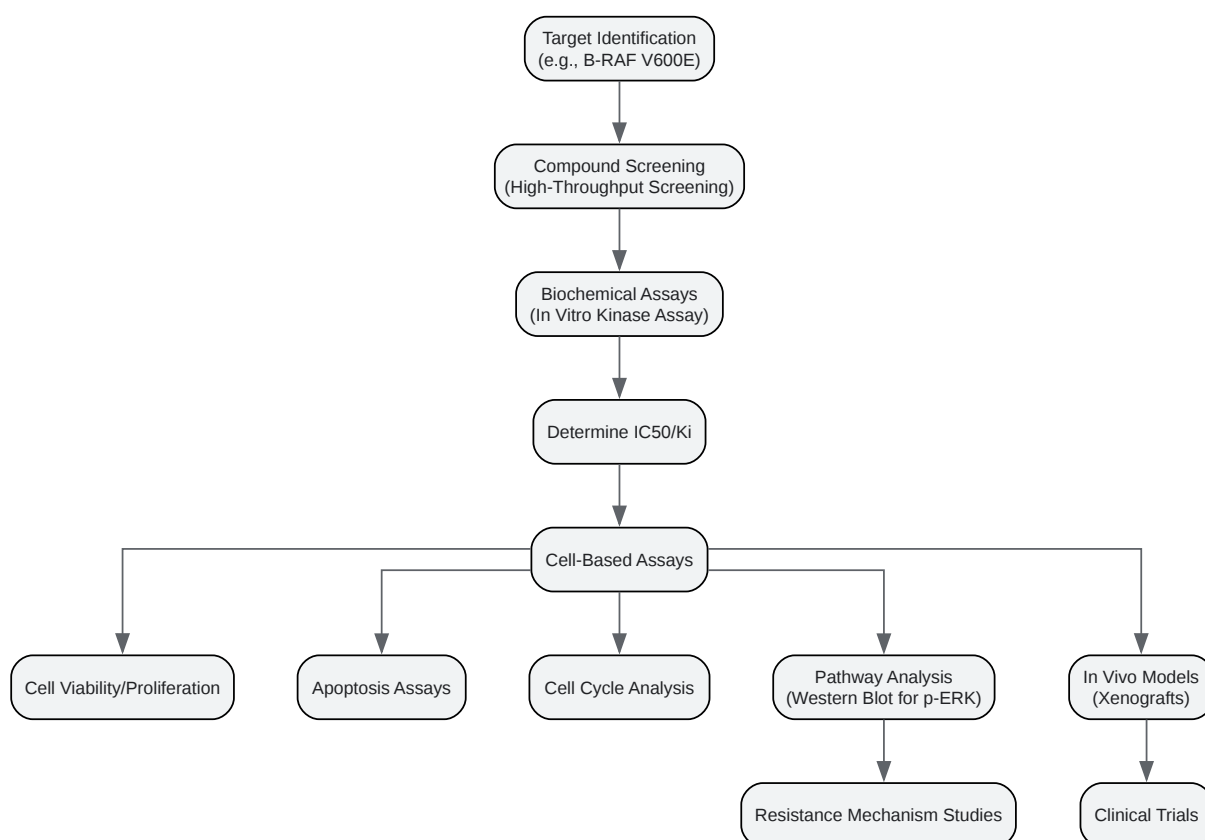 Target Identification
(e.g., B-RAF V600E)
Compound Screening
(High-Throughput Screening)
Biochemical Assays
(In Vitro Kinase Assay)
Determine IC50/Ki
Cell-Based Assays
Cell Viability/Proliferation
Apoptosis Assays
Cell Cycle Analysis
Pathway Analysis
(Western Blot for p-ERK)
In Vivo Models
(Xenografts)
Resistance Mechanism Studies
Clinical Trials